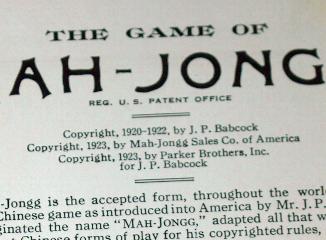 THE GAME OF
AH-JONG
REG. U. S. PATENT OFFICE
Copyright, 1920-1922, by J. P. Babcock
Copyright, 1923, by Mah-Jongg Sales Co. of America
Copyright, 1923, by Parker Brothers, Inc.
for J. P. Babcock
-Jongg is the accepted form, throughout the worl
Chinese game as introduced into America by Mr. J. P.
ginated the name "MAH-JONGG," adapted all that w
Chinese forms of play for his copyrighted rules,